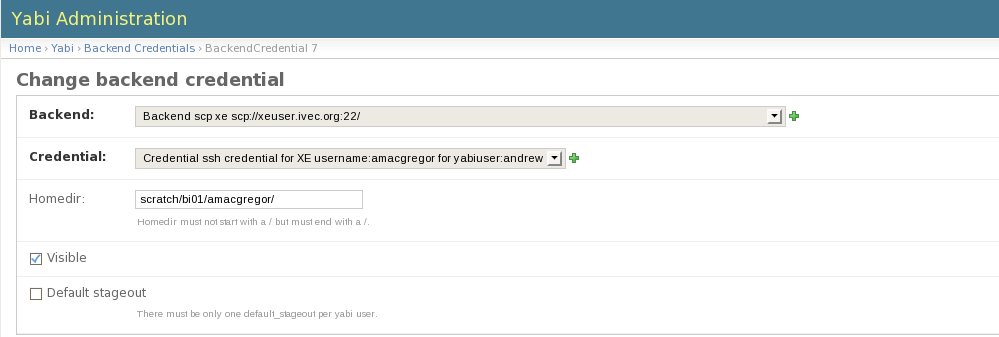 Yabi Administration
Home › Yabi › Backend Credentials › BackendCredential 7
Change backend credential
Backend: Backend scp xe scp://xeuser.ivec.org:22/
Credential: Credential ssh credential for XE username:amacgregor for yabiuser:andrew
Homedir: scratch/bi01/amacgregor/
Homedir must not start with a / but must end with a /.
Visible
Default stageout
There must be only one default_stageout per yabi user.